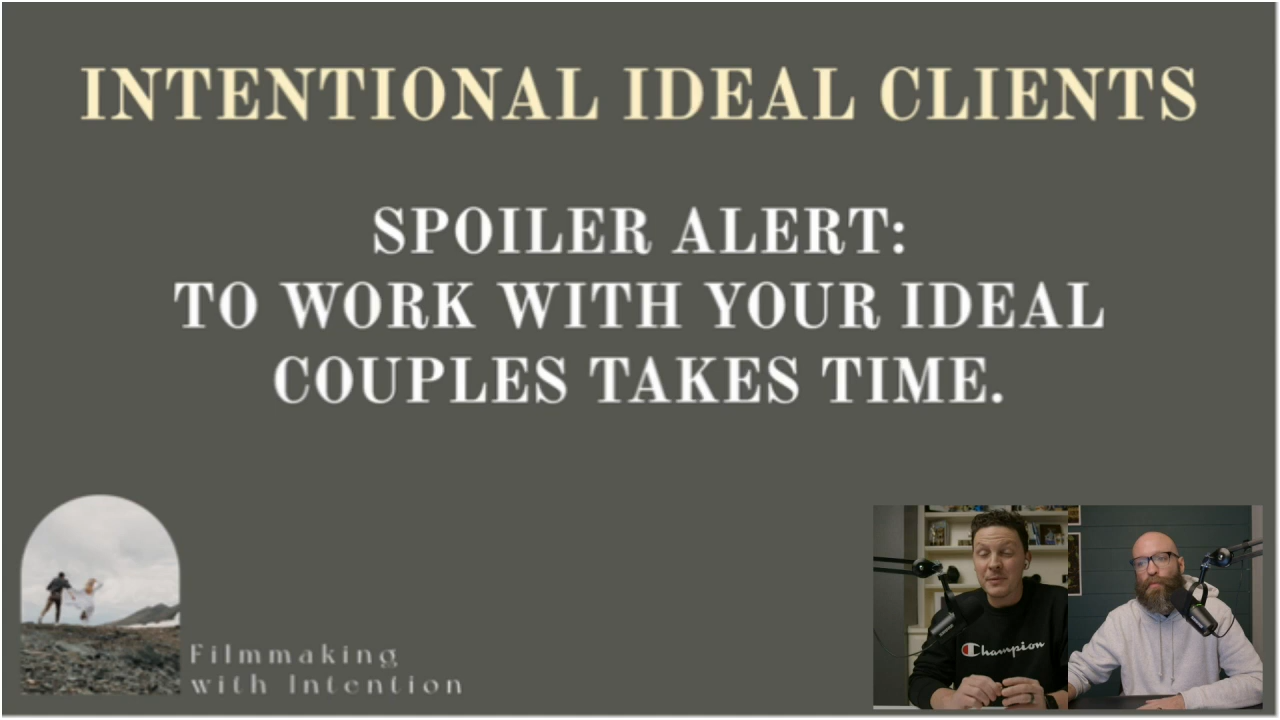 INTENTIONAL IDEAL CLIENTS
SPOILER ALERT:
TO WORK WITH YOUR IDEAL
COUPLES TAKES TIME.
Filmmaking
with Intention
Champion